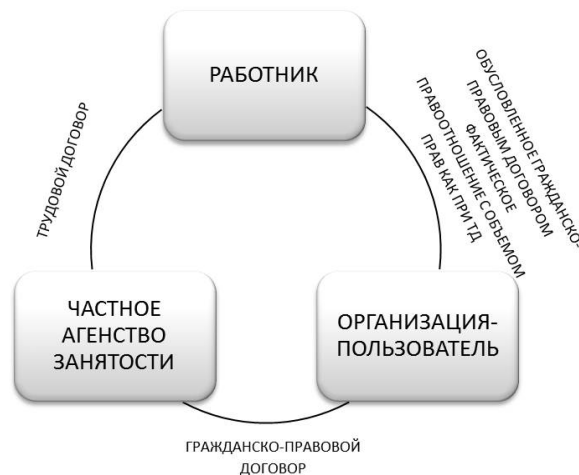 РАБОТНИК
ТРУДОВОЙ ДОГОВОР
ОБУСЛОВЛЕННОЕ ГРАЖДАНСКО-
ПРАВОВЫМ ДОГОВОРОМ
ФАКТИЧЕСКОЕ
ПРАВООТНОШЕНИЕ С ОБЪЕМОМ
ПРАВ КАК ПРИ ТД
ЧАСТНОЕ
АГЕНСТВО
ЗАНЯТОСТИ
ОРГАНИЗАЦИЯ-
ПОЛЬЗОВАТЕЛЬ
ГРАЖДАНСКО-ПРАВОВОЙ
ДОГОВОР